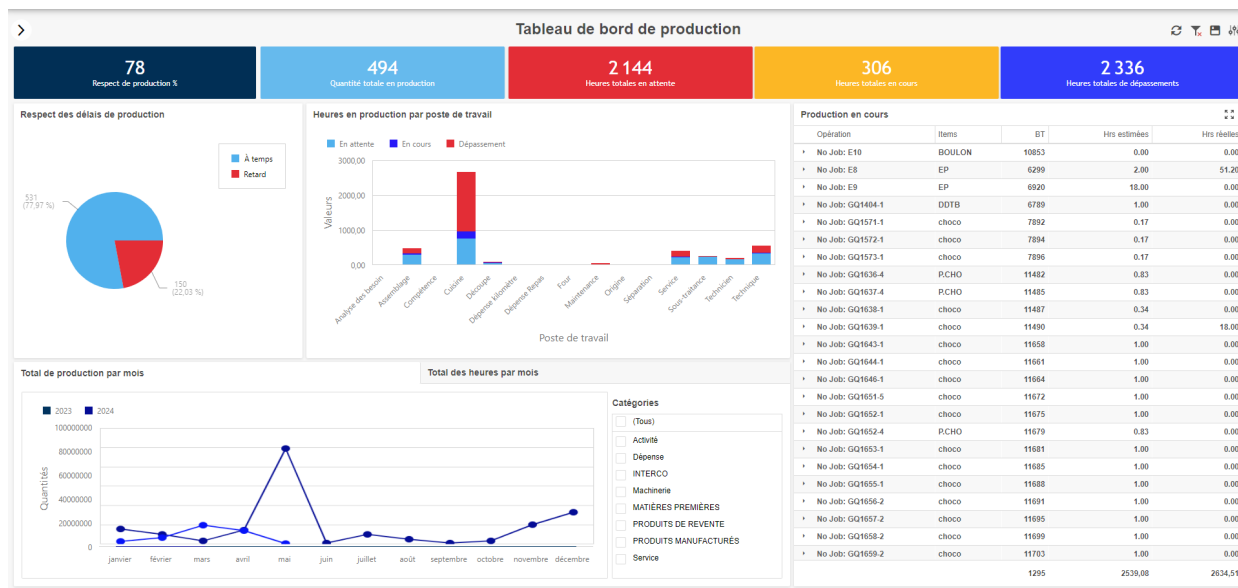 Tableau de bord de production
78
Respect de production %
494
Quantité totale en production
2 144
Heures totales en attente
306
Heures totales en cours
2 336
Heures totales de dépassements
Respect des délais de production
À temps
Retard
531
(77,97 %)
150
(22,03 %)
Heures en production par poste de travail
En attente En cours Dépassement
3000,00
2000,00
1000,00
0,00
Valeurs
Analyse des besoin
Assemblage
Compétence
Cuisine
Découpe
Dépense kilomètre
Dépense Repas
Four
Maintenance
Origine
Séparation
Service
Sous-traitance
Technicien
Technique
Poste de travail
Production en cours
Opération Items BT Hrs estimées Hrs réelles
No Job: E10 BOULON 10853 0.00 0.00
No Job: E8 EP 6299 2.00 51.20
No Job: E9 EP 6920 18.00 0.00
No Job: GQ1404-1 DDTB 6789 1.00 0.00
No Job: GQ1571-1 choco 7892 0.17 0.00
No Job: GQ1572-1 choco 7894 0.17 0.00
No Job: GQ1573-1 choco 7896 0.17 0.00
No Job: GQ1636-4 P.CHO 11482 0.83 0.00
No Job: GQ1637-4 P.CHO 11485 0.83 0.00
No Job: GQ1638-1 choco 11487 0.34 0.00
No Job: GQ1639-1 choco 11490 0.34 18.00
No Job: GQ1643-1 choco 11658 1.00 0.00
No Job: GQ1644-1 choco 11661 1.00 0.00
No Job: GQ1646-1 choco 11664 1.00 0.00
No Job: GQ1651-5 choco 11672 1.00 0.00
No Job: GQ1652-1 choco 11675 1.00 0.00
No Job: GQ1652-4 P.CHO 11679 0.83 0.00
No Job: GQ1653-1 choco 11681 1.00 0.00
No Job: GQ1654-1 choco 11685 1.00 0.00
No Job: GQ1655-1 choco 11688 1.00 0.00
No Job: GQ1656-2 choco 11691 1.00 0.00
No Job: GQ1657-2 choco 11695 1.00 0.00
No Job: GQ1658-2 choco 11699 1.00 0.00
No Job: GQ1659-2 choco 11703 1.00 0.00
1295 2539,08 2634,51
Total de production par mois
Total des heures par mois
2023 2024
100000000
80000000
60000000
40000000
20000000
0
Quantités
janvier février mars avril mai juin juillet août septembre octobre novembre décembre
Catégories
(Tous)
Activité
Dépense
INTERCO
Machinerie
MATIÈRES PREMIÈRES
PRODUITS DE REVENTE
PRODUITS MANUFACTURÉS
Service